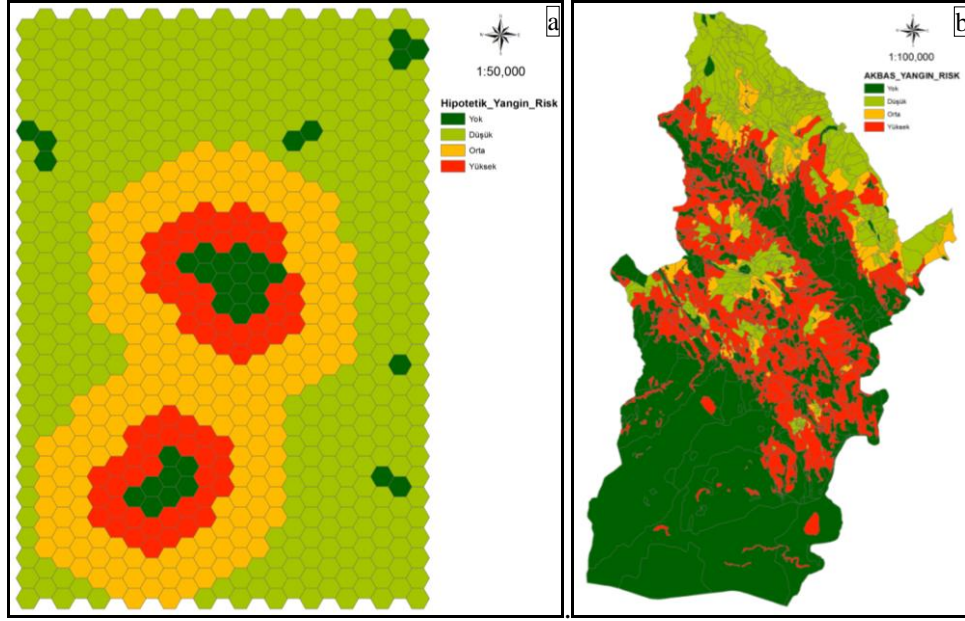 a
1:50,000
Hipotetik_Yangin_Risk
Yok
Düşük
Orta
Yüksek
b
1:100,000
AKBAS_YANGIN_RISK
Yok
Düşük
Orta
Yüksek